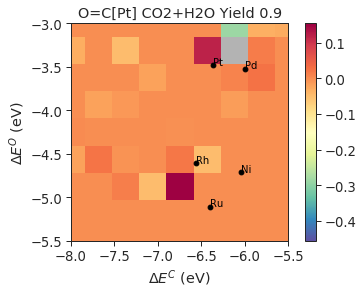 O=C[Pt] CO2+H2O Yield 0.9
−3.0
−3.5
−4.0
−4.5
−5.0
−5.5
ΔE^O (eV)
Pt
Pd
Rh
Ni
Ru
−8.0 −7.5 −7.0 −6.5 −6.0 −5.5
ΔE^C (eV)
0.1
0.0
−0.1
−0.2
−0.3
−0.4